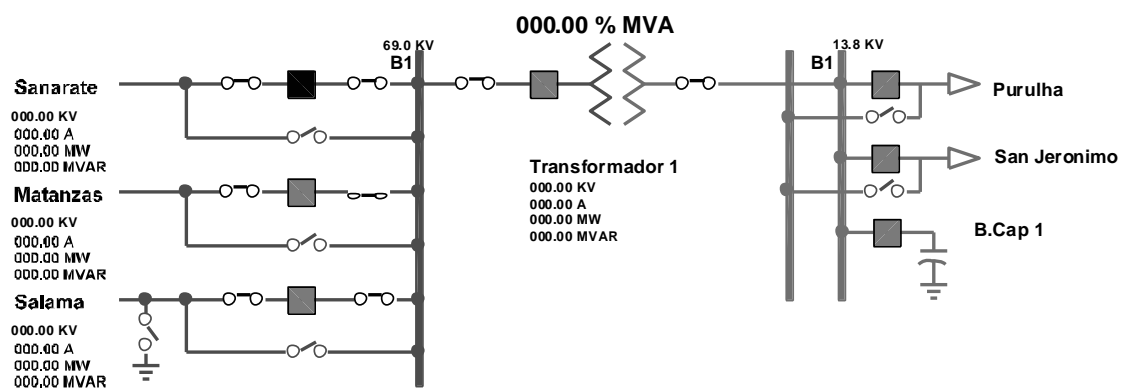 000.00 % MVA
69.0 KV
B1
13.8 KV
B1
Sanarate
000.00 KV
000.00 A
000.00 MW
000.00 MVAR
Matanzas
000.00 KV
000.00 A
000.00 MW
000.00 MVAR
Salama
000.00 KV
000.00 A
000.00 MW
000.00 MVAR
Transformador 1
000.00 KV
000.00 A
000.00 MW
000.00 MVAR
Purulha
San Jeronimo
B.Cap 1